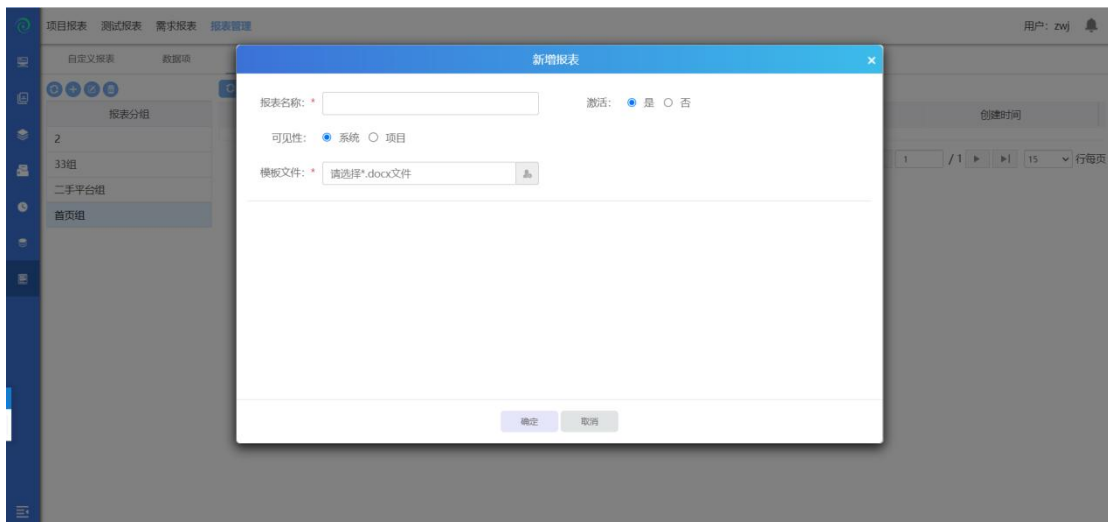 项目报表 测试报表 需求报表 报表管理 用户：zwj
自定义报表 数据项
新增报表 ×
报表名称: * 激活: 是 否
报表分组 创建时间
2
可见性: 系统 项目
33组 1 / 1 15 行每页
模板文件: * 请选择*.docx文件
二手平台组
首页组
确定 取消